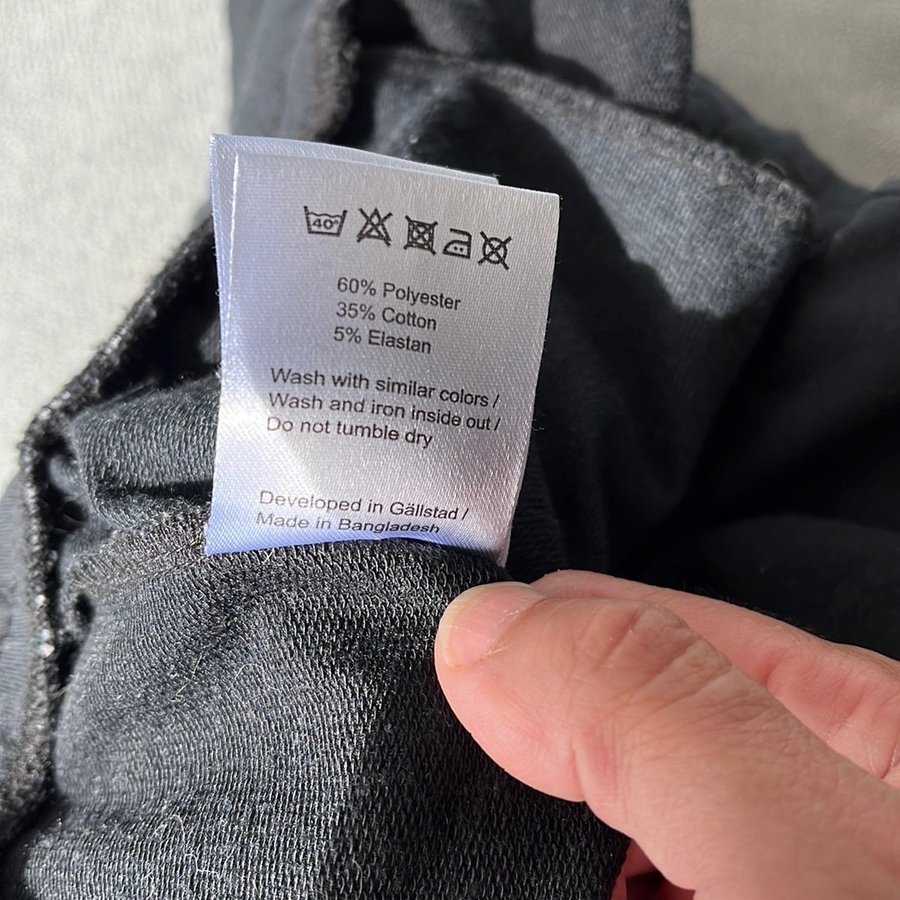 40°
60% Polyester
35% Cotton
5% Elastan
Wash with similar colors /
Wash and iron inside out /
Do not tumble dry
Developed in Gällstad /
Made in Bangladesh